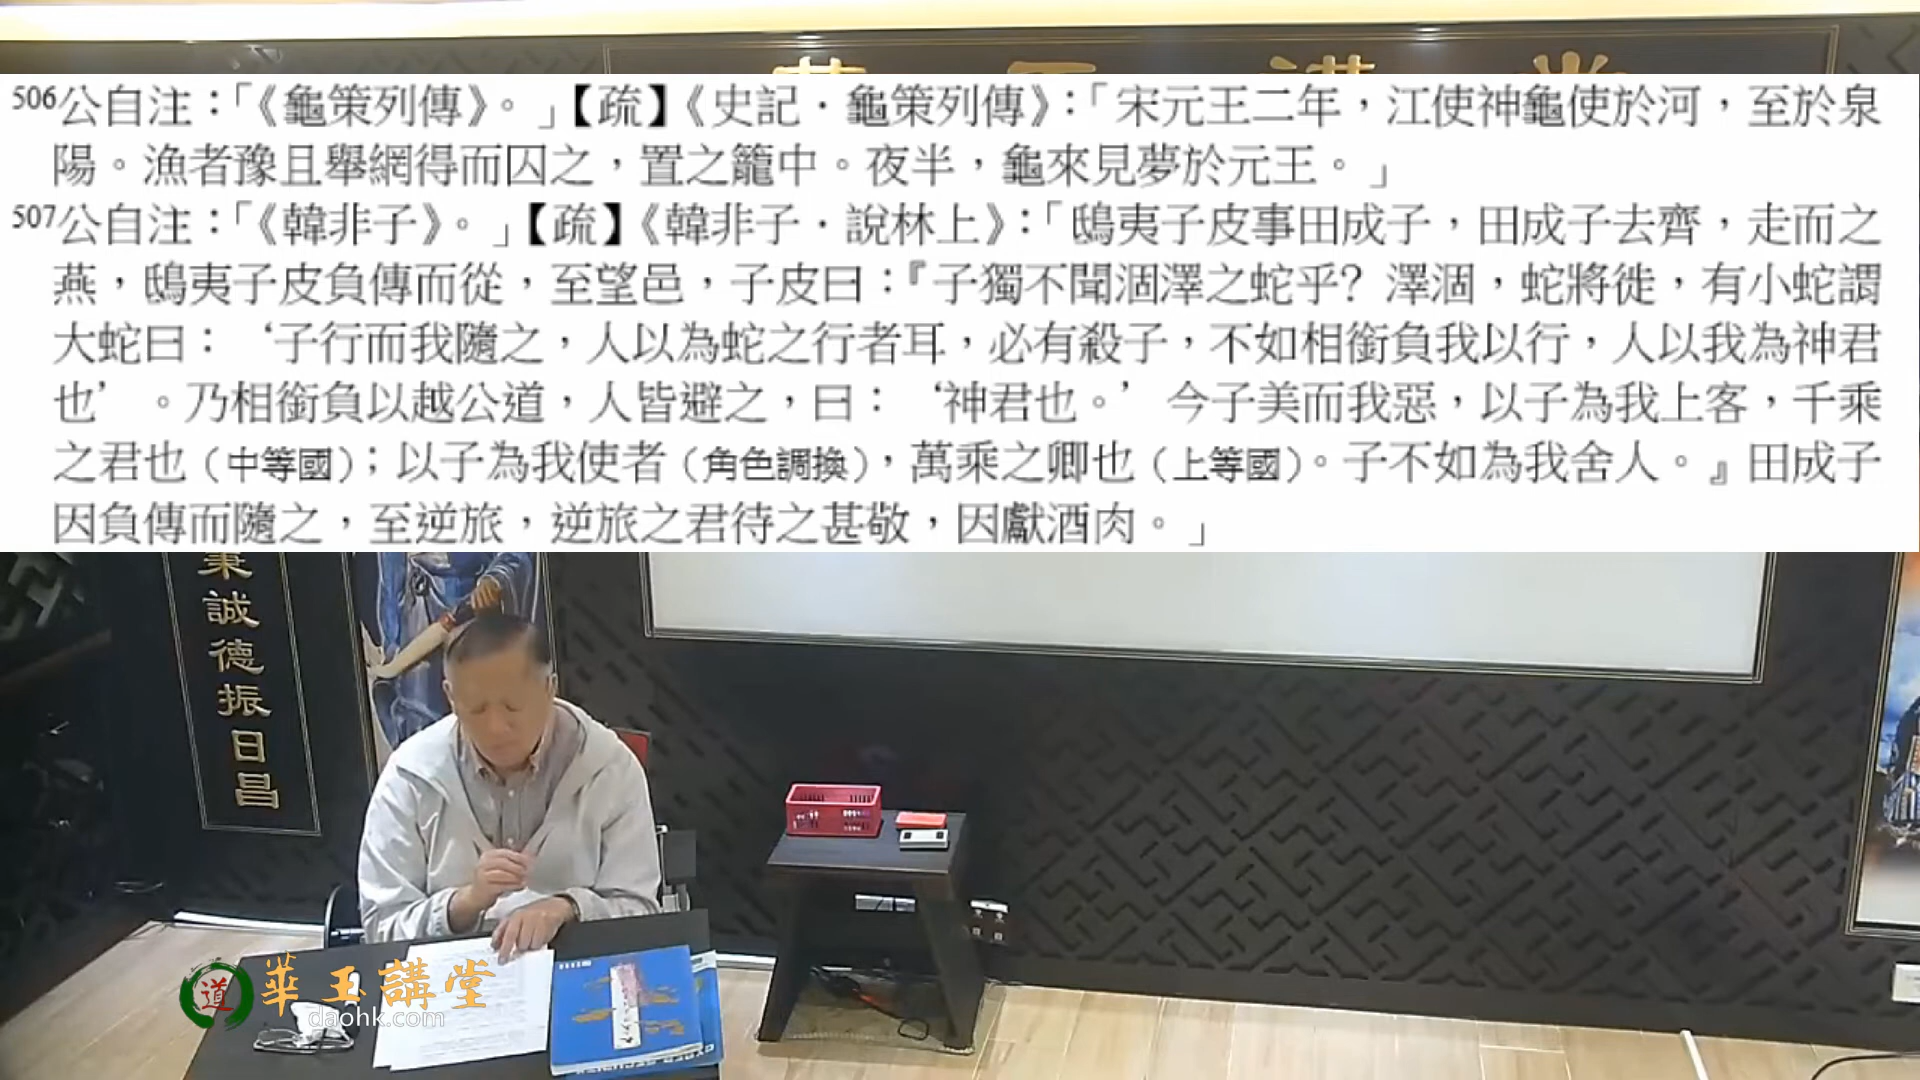 506公自注：「《龜策列傳》。」【疏】《史記．龜策列傳》：「宋元王二年，江使神龜使於河，至於泉
陽。漁者豫且舉網得而囚之，置之籠中。夜半，龜來見夢於元王。」
507公自注：「《韓非子》。」【疏】《韓非子．說林上》：「鴟夷子皮事田成子，田成子去齊，走而之
燕，鴟夷子皮負傳而從，至望邑，子皮曰：『子獨不聞涸澤之蛇乎？澤涸，蛇將徙，有小蛇謂
大蛇曰：‘子行而我隨之，人以為蛇之行者耳，必有殺子，不如相銜負我以行，人以我為神君
也’。乃相銜負以越公道，人皆避之，曰：‘神君也。’今子美而我惡，以子為我上客，千乘
之君也（中等國）；以子為我使者（角色調換），萬乘之卿也（上等國）。子不如為我舍人。』田成子
因負傳而隨之，至逆旅，逆旅之君待之甚敬，因獻酒肉。」
秉誠德振日昌
道
華玉講堂
daohk.com